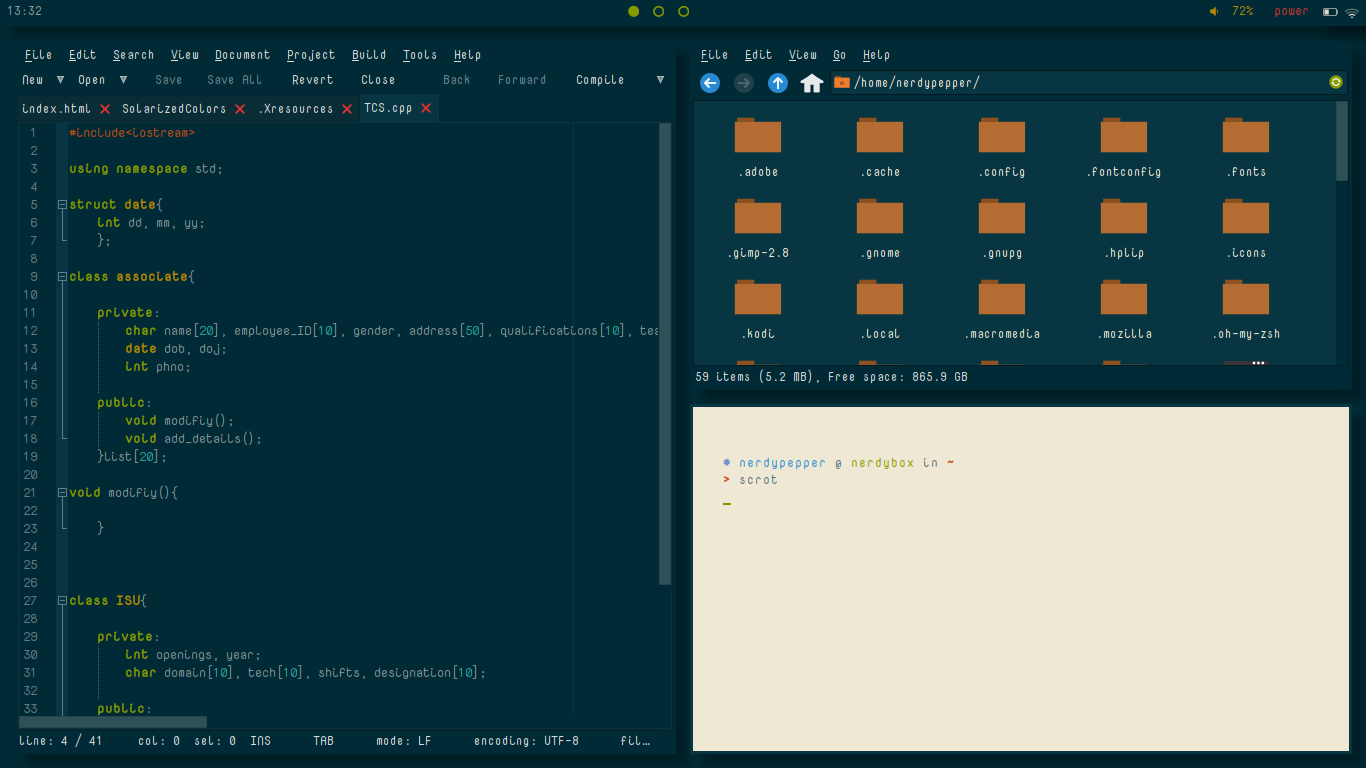 13:32
72% power
File Edit Search View Document Project Build Tools Help
New Open Save Save All Revert Close Back Forward Compile
index.html SolarizedColors .Xresources TCS.cpp
1 #include<iostream>
2
3 using namespace std;
4
5 struct date{
6 int dd, mm, yy;
7 };
8
9 class associate{
10
11 private:
12 char name[20], employee_ID[10], gender, address[50], qualifications[10], tea
13 date dob, doj;
14 int phno;
15
16 public:
17 void modifiy();
18 void add_details();
19 }list[20];
20
21 void modifiy(){
22
23 }
24
25
26
27 class ISU{
28
29 private:
30 int openings, year;
31 char domain[10], tech[10], shifts, designation[10];
32
33 public:
line: 4 / 41 col: 0 sel: 0 INS TAB mode: LF encoding: UTF-8 fil…
File Edit View Go Help
/home/nerdypepper/
.adobe .cache .config .fontconfig .fonts
.gimp-2.8 .gnome .gnupg .hplip .icons
.kodi .local .macromedia .mozilla .oh-my-zsh
59 items (5.2 MB), Free space: 865.9 GB
# nerdypepper @ nerdybox in ~
> scrot